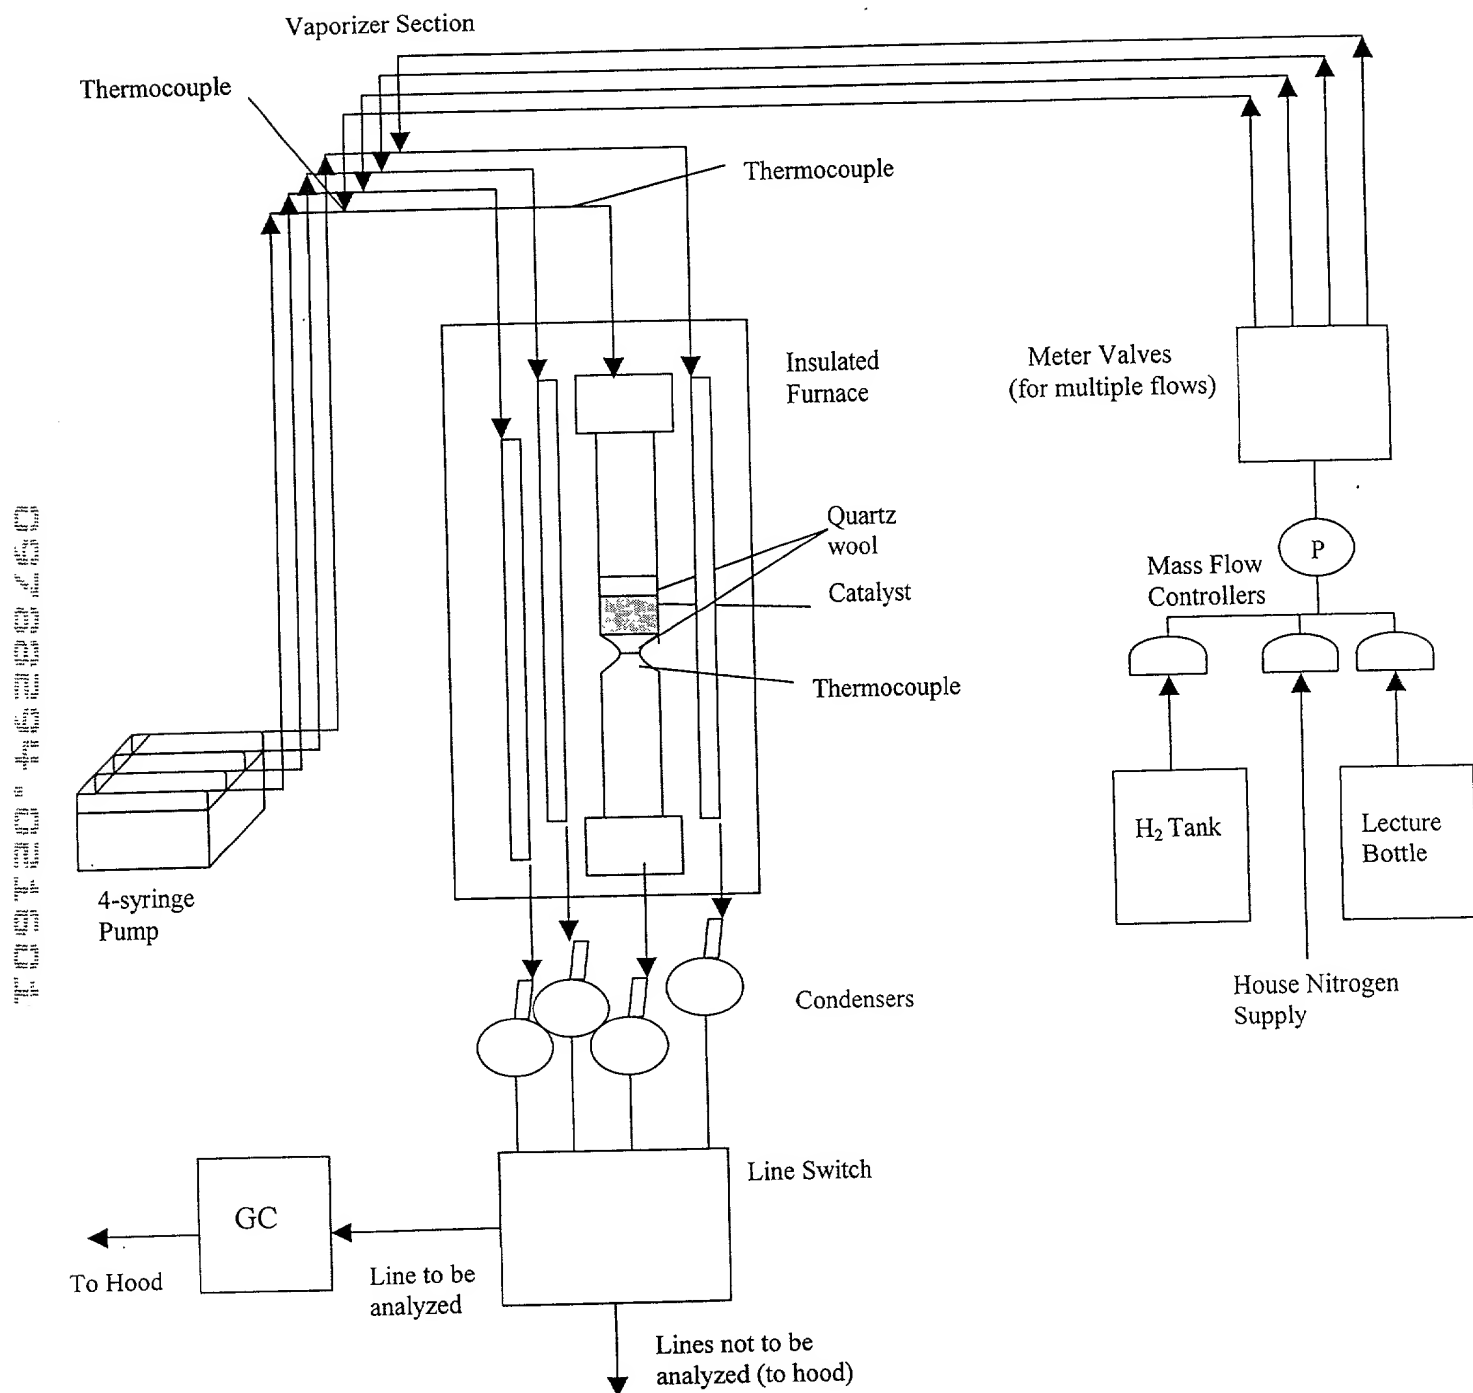 Vaporizer Section
Thermocouple
Thermocouple
Insulated
Furnace
Meter Valves
(for multiple flows)
Quartz
wool
Catalyst
P
Mass Flow
Controllers
Thermocouple
H₂ Tank
Lecture
Bottle
4-syringe
Pump
House Nitrogen
Supply
Condensers
Line Switch
GC
To Hood
Line to be
analyzed
Lines not to be
analyzed (to hood)